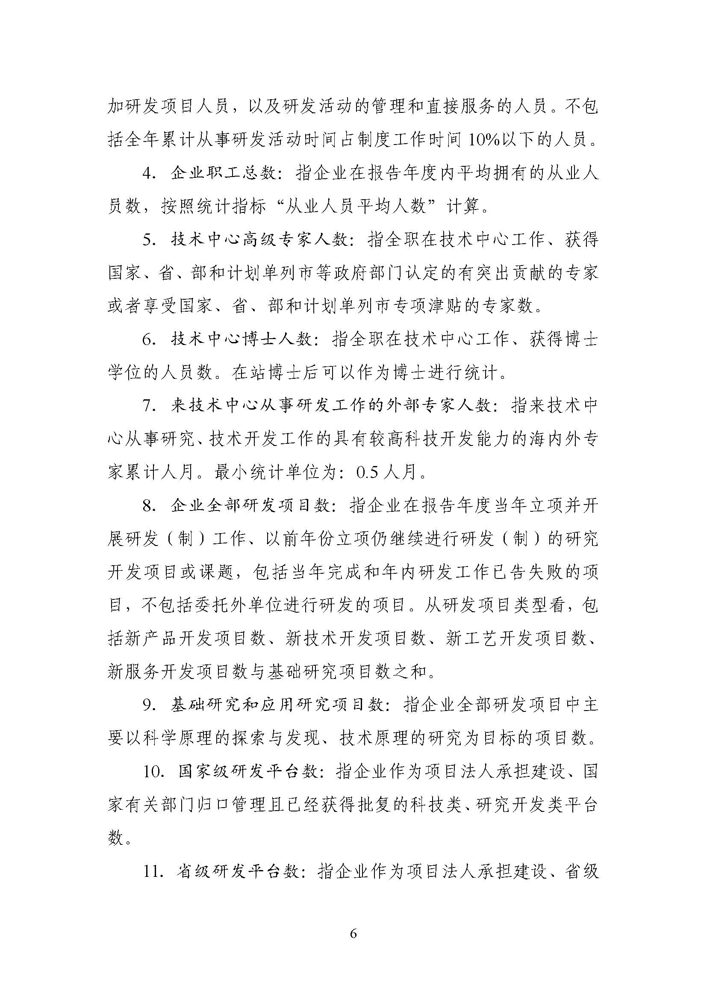 加研发项目人员，以及研发活动的管理和直接服务的人员。不包
括全年累计从事研发活动时间占制度工作时间 10%以下的人员。
4. 企业职工总数：指企业在报告年度内平均拥有的从业人
员数，按照统计指标“从业人员平均人数”计算。
5. 技术中心高级专家人数：指全职在技术中心工作、获得
国家、省、部和计划单列市等政府部门认定的有突出贡献的专家
或者享受国家、省、部和计划单列市专项津贴的专家数。
6. 技术中心博士人数：指全职在技术中心工作、获得博士
学位的人员数。在站博士后可以作为博士进行统计。
7. 来技术中心从事研发工作的外部专家人数：指来技术中
心从事研究、技术开发工作的具有较高科技开发能力的海内外专
家累计人月。最小统计单位为：0.5 人月。
8. 企业全部研发项目数：指企业在报告年度当年立项并开
展研发（制）工作、以前年份立项仍继续进行研发（制）的研究
开发项目或课题，包括当年完成和年内研发工作已告失败的项
目，不包括委托外单位进行研发的项目。从研发项目类型看，包
括新产品开发项目数、新技术开发项目数、新工艺开发项目数、
新服务开发项目数与基础研究项目数之和。
9. 基础研究和应用研究项目数：指企业全部研发项目中主
要以科学原理的探索与发现、技术原理的研究为目标的项目数。
10. 国家级研发平台数：指企业作为项目法人承担建设、国
家有关部门归口管理且已经获得批复的科技类、研究开发类平台
数。
11. 省级研发平台数：指企业作为项目法人承担建设、省级
6